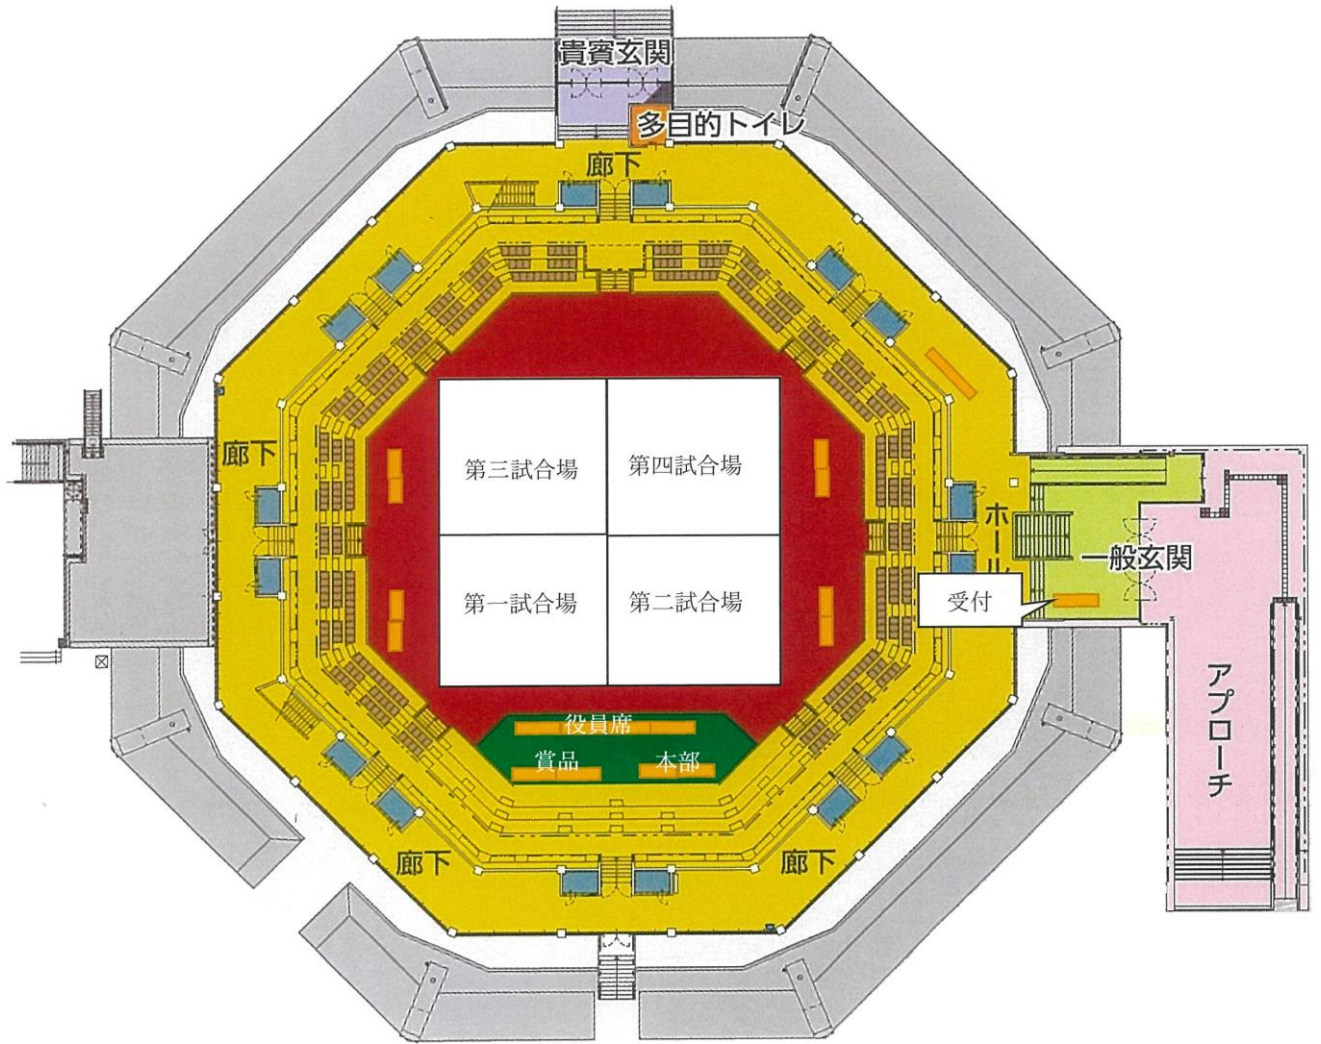 貴賓玄関
多目的トイレ
廊下
廊下
第三試合場
第四試合場
ホール
一般玄関
第一試合場
第二試合場
受付
アプローチ
役員席
賞品
本部
廊下
廊下